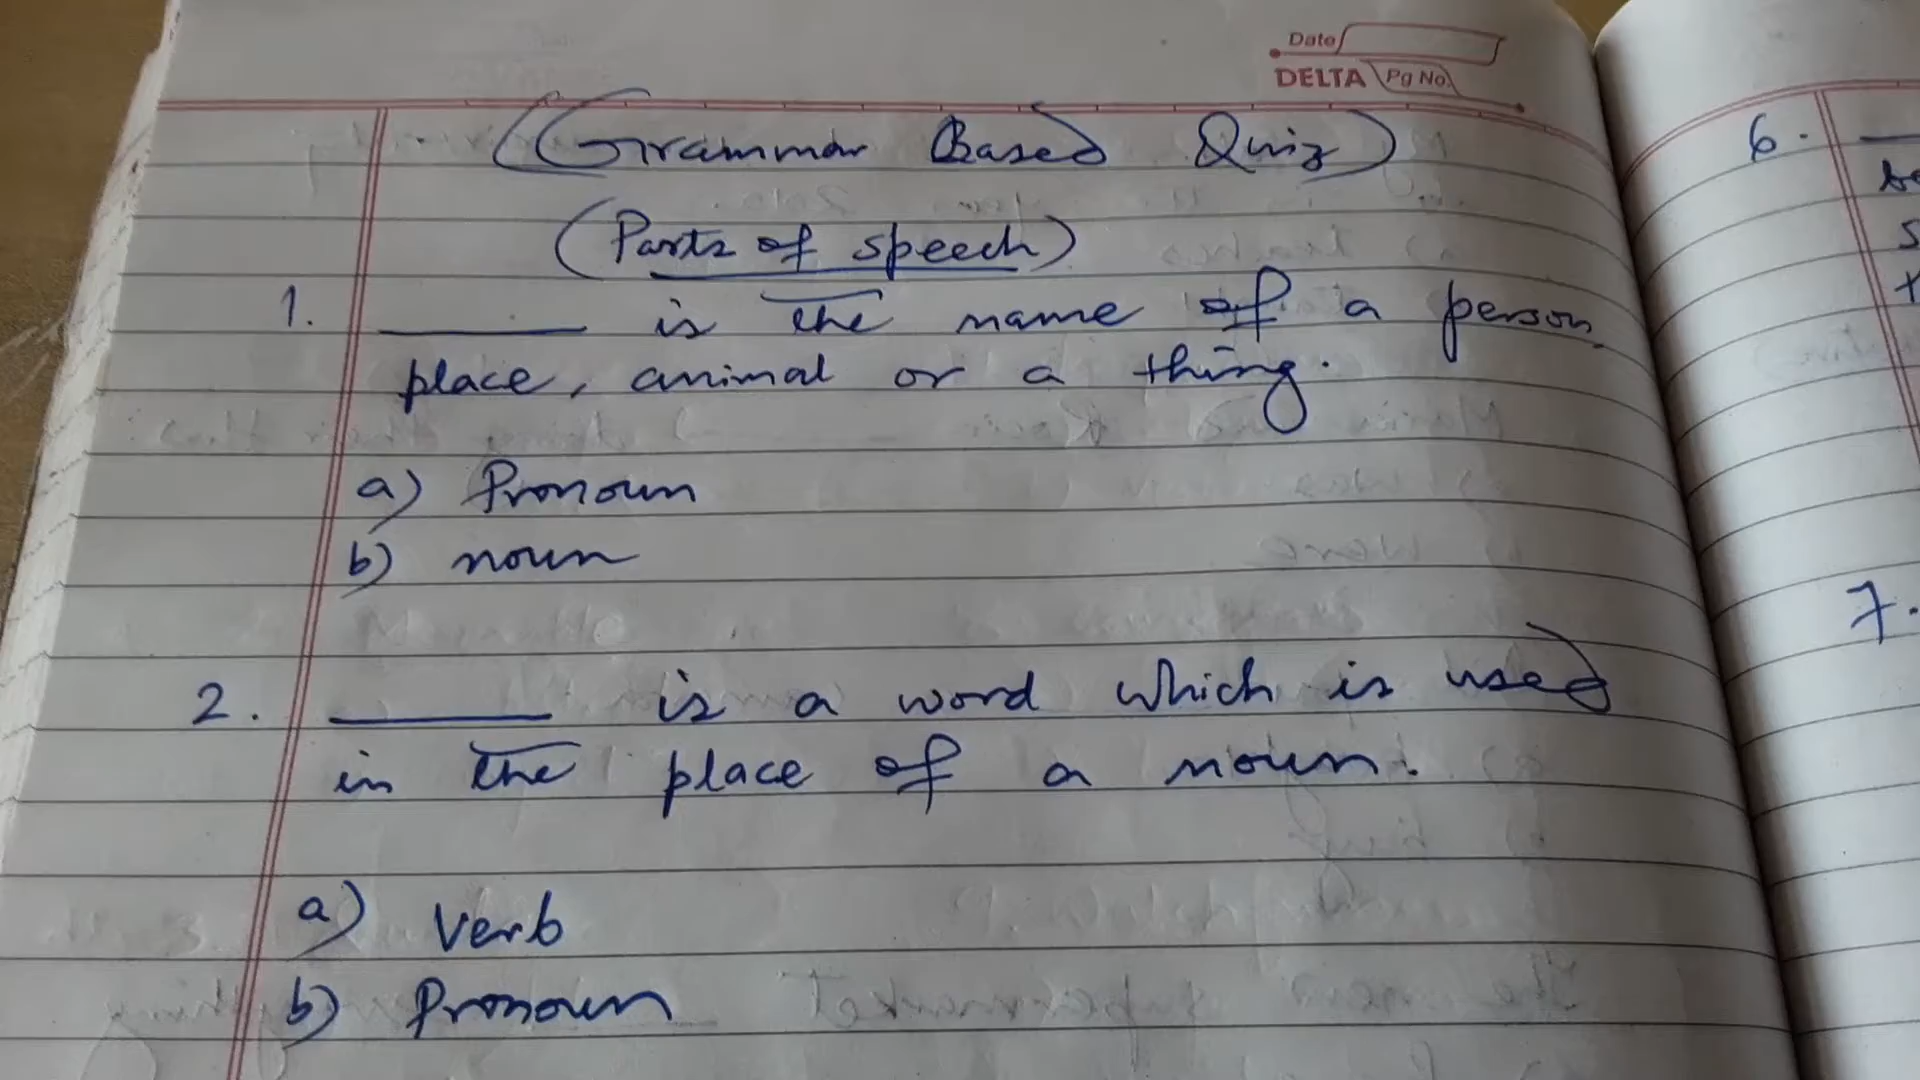 Date
DELTA Pg No.
(Grammar Based Quiz)
(Parts of speech)
1. ______ is the name of a person,
place, animal or a thing.
a) Pronoun
b) noun
2. ______ is a word which is used
in the place of a noun.
a) Verb
b) Pronoun
6.
7.